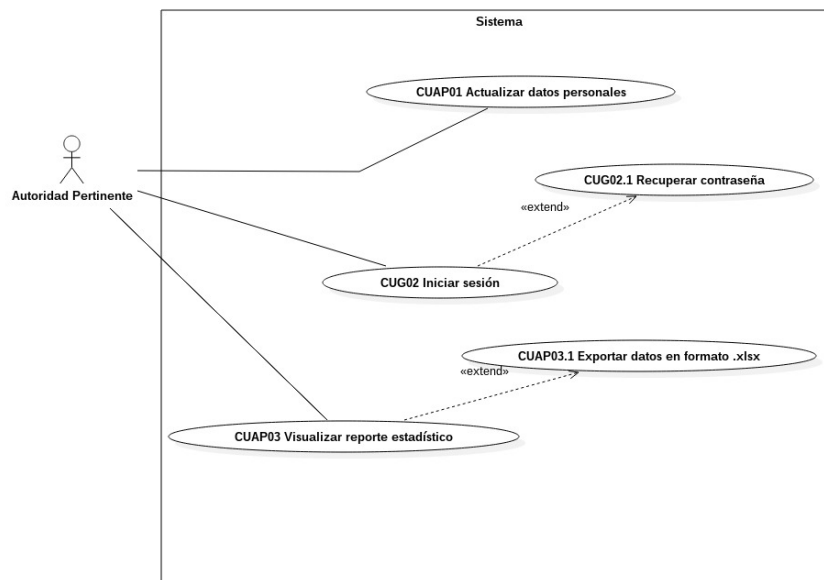 Sistema
CUAP01 Actualizar datos personales
Autoridad Pertinente
CUG02.1 Recuperar contraseña
«extend»
CUG02 Iniciar sesión
CUAP03.1 Exportar datos en formato .xlsx
«extend»
CUAP03 Visualizar reporte estadístico